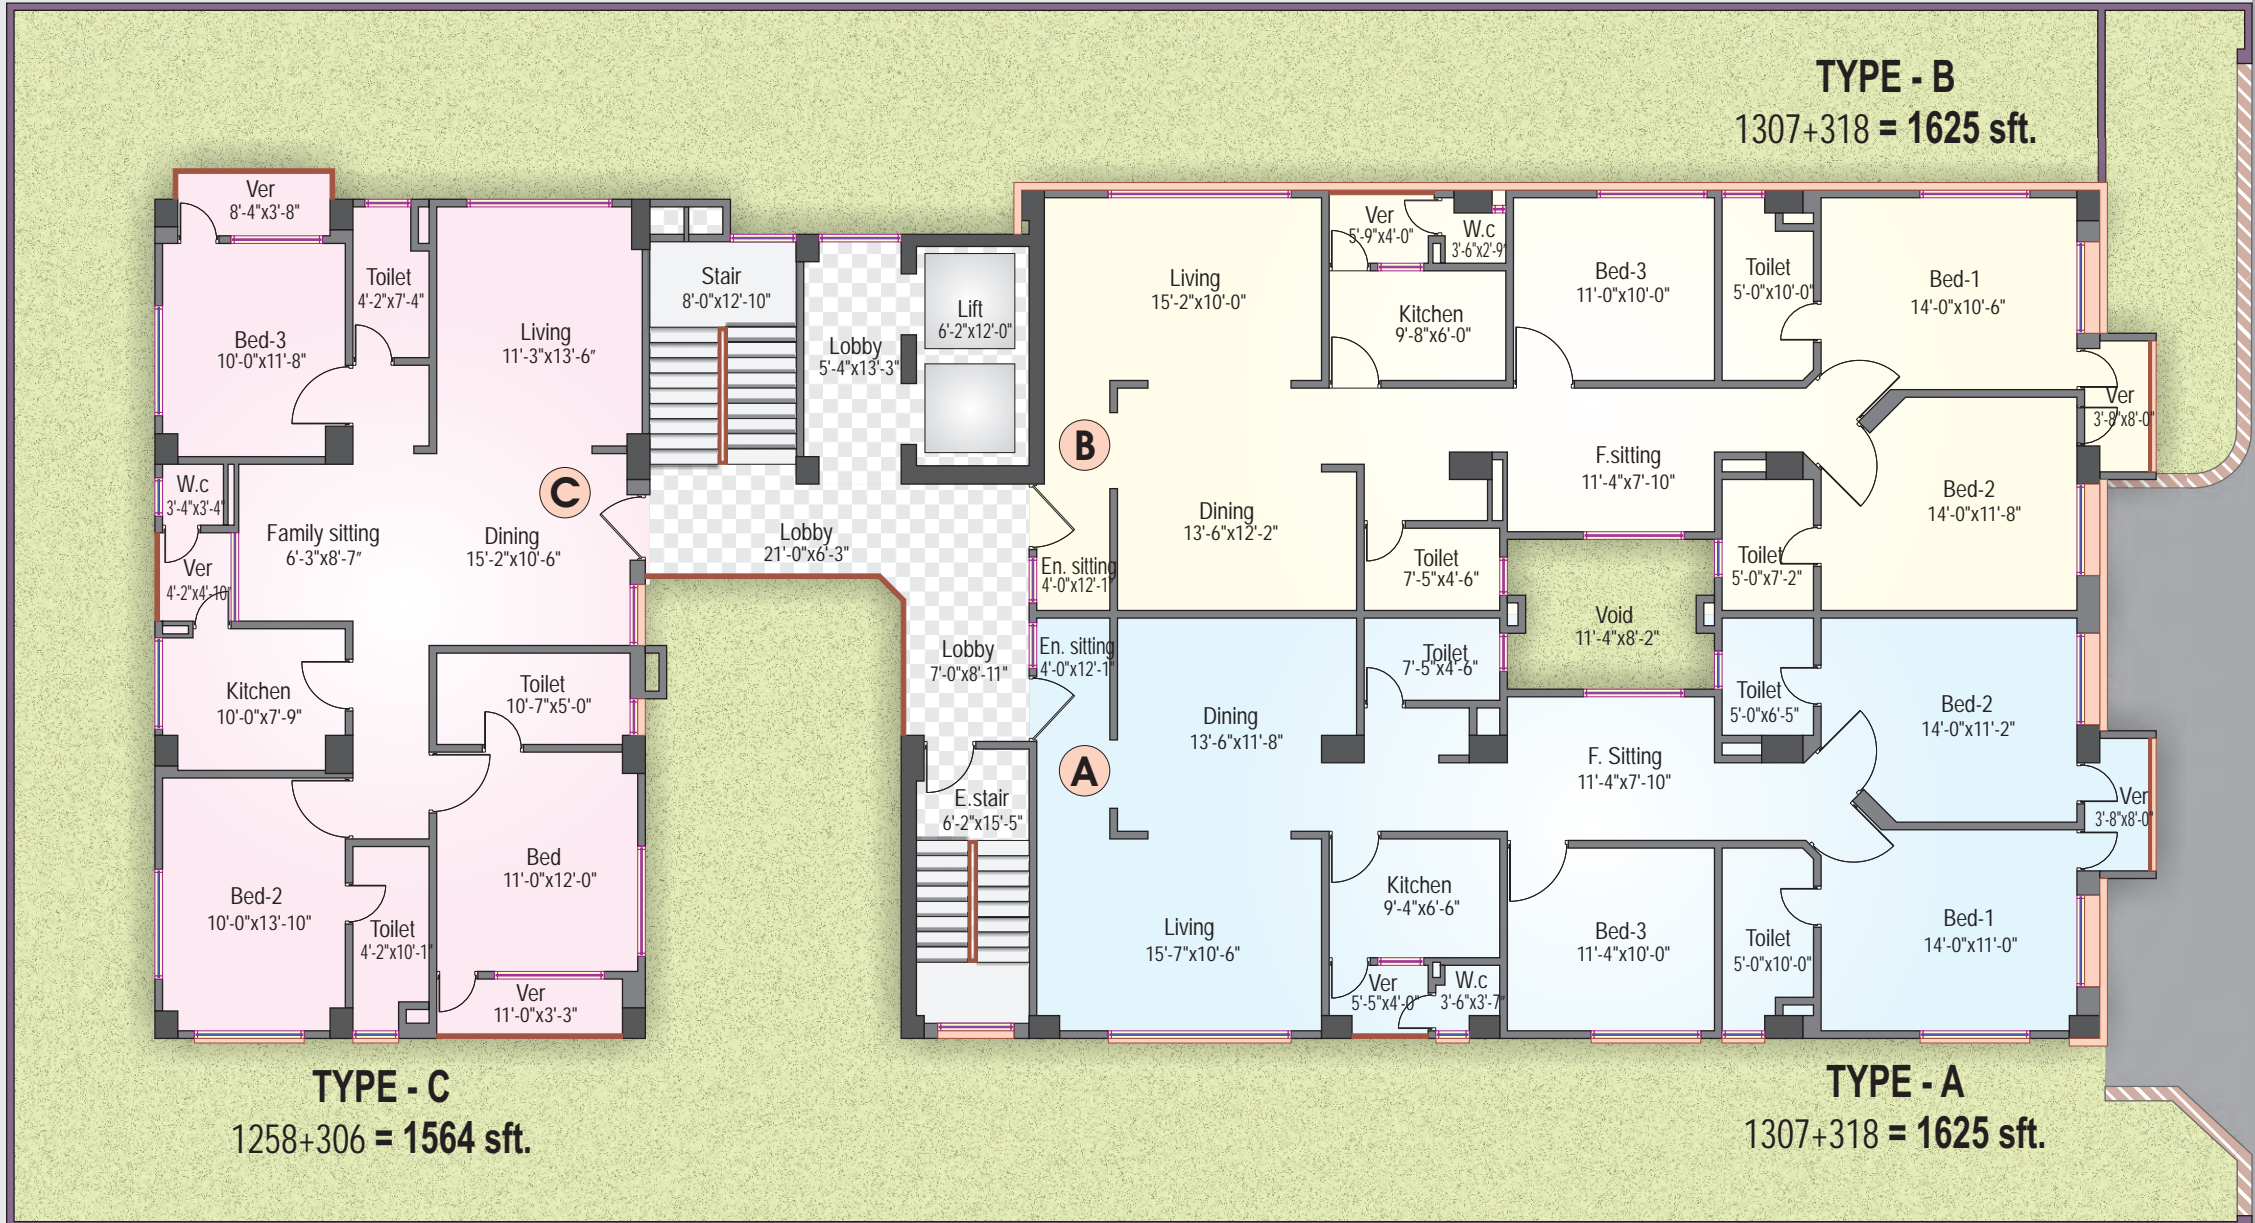 TYPE - B
1307+318 = 1625 sft.
Ver
8'-4"x3'-8"
Toilet
4'-2"x7'-4"
Bed-3
10'-0"x11'-8"
Living
11'-3"x13'-6"
Stair
8'-0"x12'-10"
Lobby
5'-4"x13'-3"
Lift
6'-2"x12'-0"
W.c
3'-4"x3'-4"
Ver
4'-2"x4'-10"
Family sitting
6'-3"x8'-7"
C
Dining
15'-2"x10'-6"
Lobby
21'-0"x6'-3"
Kitchen
10'-0"x7'-9"
Toilet
10'-7"x5'-0"
Bed-2
10'-0"x13'-10"
Toilet
4'-2"x10'-1"
Bed
11'-0"x12'-0"
Ver
11'-0"x3'-3"
Lobby
7'-0"x8'-11"
E.stair
6'-2"x15'-5"
Living
15'-2"x10'-0"
Ver
5'-9"x4'-0"
W.c
3'-6"x2'-9"
Kitchen
9'-8"x6'-0"
Bed-3
11'-0"x10'-0"
Toilet
5'-0"x10'-0"
Bed-1
14'-0"x10'-6"
Ver
3'-8"x8'-0"
B
F.sitting
11'-4"x7'-10"
Bed-2
14'-0"x11'-8"
Dining
13'-6"x12'-2"
En. sitting
4'-0"x12'-1"
Toilet
7'-5"x4'-6"
Toilet
5'-0"x7'-2"
Void
11'-4"x8'-2"
En. sitting
4'-0"x12'-1"
Toilet
7'-5"x4'-6"
Toilet
5'-0"x6'-5"
Dining
13'-6"x11'-8"
Bed-2
14'-0"x11'-2"
A
F. Sitting
11'-4"x7'-10"
Ver
3'-8"x8'-0"
Living
15'-7"x10'-6"
Kitchen
9'-4"x6'-6"
Ver
5'-5"x4'-0"
W.c
3'-6"x3'-7"
Bed-3
11'-4"x10'-0"
Toilet
5'-0"x10'-0"
Bed-1
14'-0"x11'-0"
TYPE - C
1258+306 = 1564 sft.
TYPE - A
1307+318 = 1625 sft.